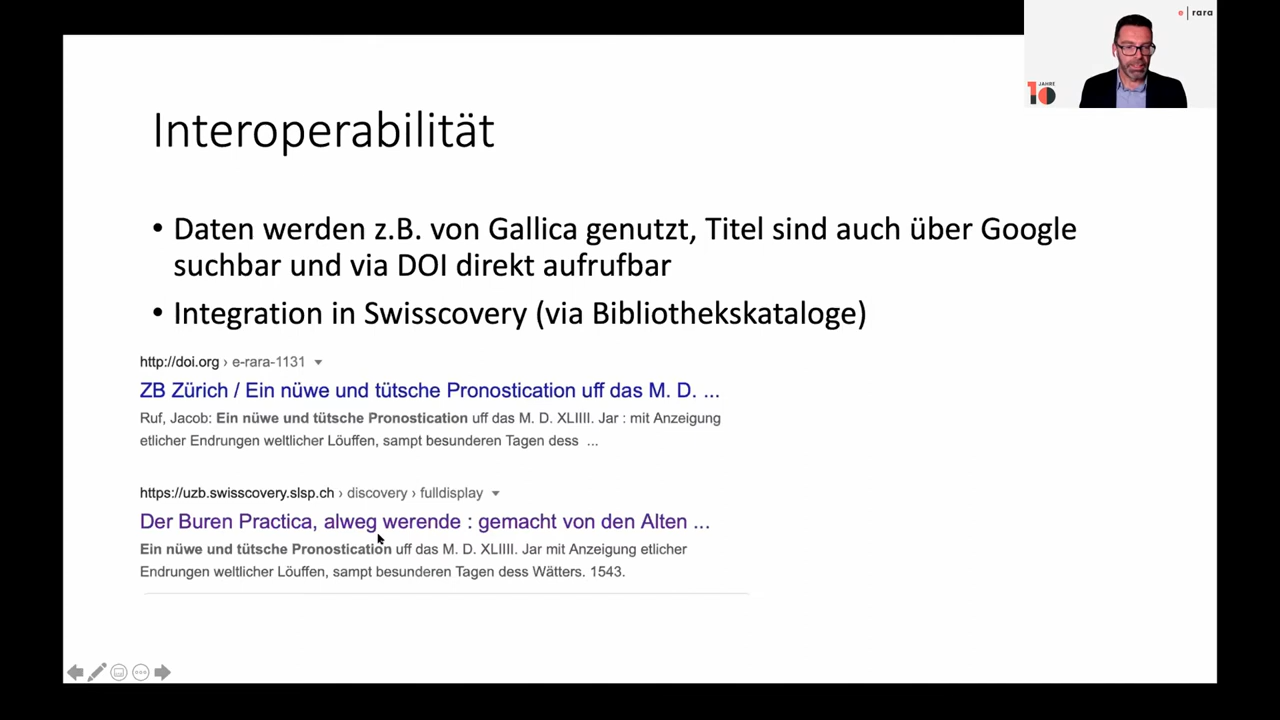 e | rara
10 JAHRE
Interoperabilität
• Daten werden z.B. von Gallica genutzt, Titel sind auch über Google
suchbar und via DOI direkt aufrufbar
• Integration in Swisscovery (via Bibliothekskataloge)
http://doi.org › e-rara-1131
ZB Zürich / Ein nüwe und tütsche Pronostication uff das M. D. ...
Ruf, Jacob: Ein nüwe und tütsche Pronostication uff das M. D. XLIIII. Jar : mit Anzeigung
etlicher Endrungen weltlicher Löuffen, sampt besunderen Tagen dess ...
https://uzb.swisscovery.slsp.ch › discovery › fulldisplay
Der Buren Practica, alweg werende : gemacht von den Alten ...
Ein nüwe und tütsche Pronostication uff das M. D. XLIIII. Jar mit Anzeigung etlicher
Endrungen weltlicher Löuffen, sampt besunderen Tagen dess Wätters. 1543.